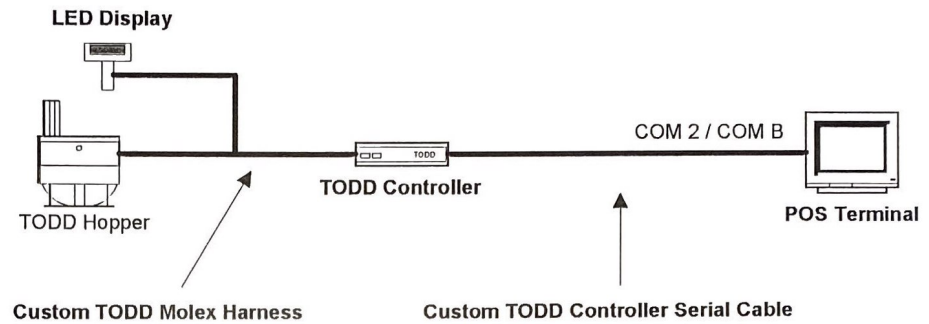 LED Display
COM 2 / COM B
TODD
TODD Controller
TODD Hopper
POS Terminal
Custom TODD Molex Harness
Custom TODD Controller Serial Cable